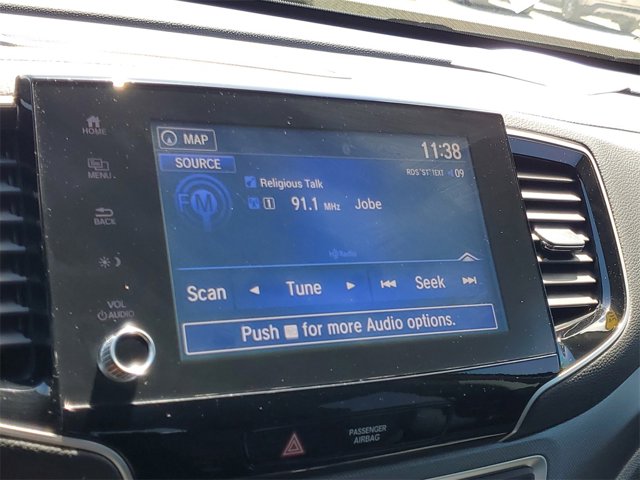 HOME
MENU
BACK
VOL
AUDIO
MAP
11:38
SOURCE
RDS "ST" TEXT 09
Religious Talk
FM
1 91.1 MHz Jobe
HD Radio
Scan Tune Seek
Push for more Audio options.
PASSENGER
AIRBAG